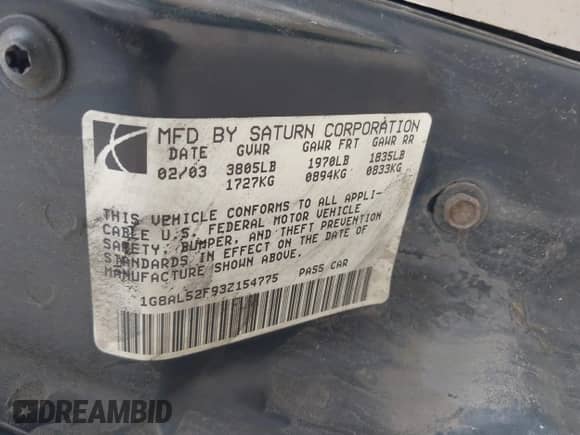 MFD BY SATURN CORPORATION
DATE GVWR GAWR FRT GAWR RR
02/03 3805LB 1970LB 1835LB
1727KG 0894KG 0833KG
THIS VEHICLE CONFORMS TO ALL APPLI-
CABLE U.S. FEDERAL MOTOR VEHICLE
SAFETY, BUMPER, AND THEFT PREVENTION
STANDARDS IN EFFECT ON THE DATE OF
MANUFACTURE SHOWN ABOVE.
1G8AL52F93Z154775 PASS CAR
DREAMBID